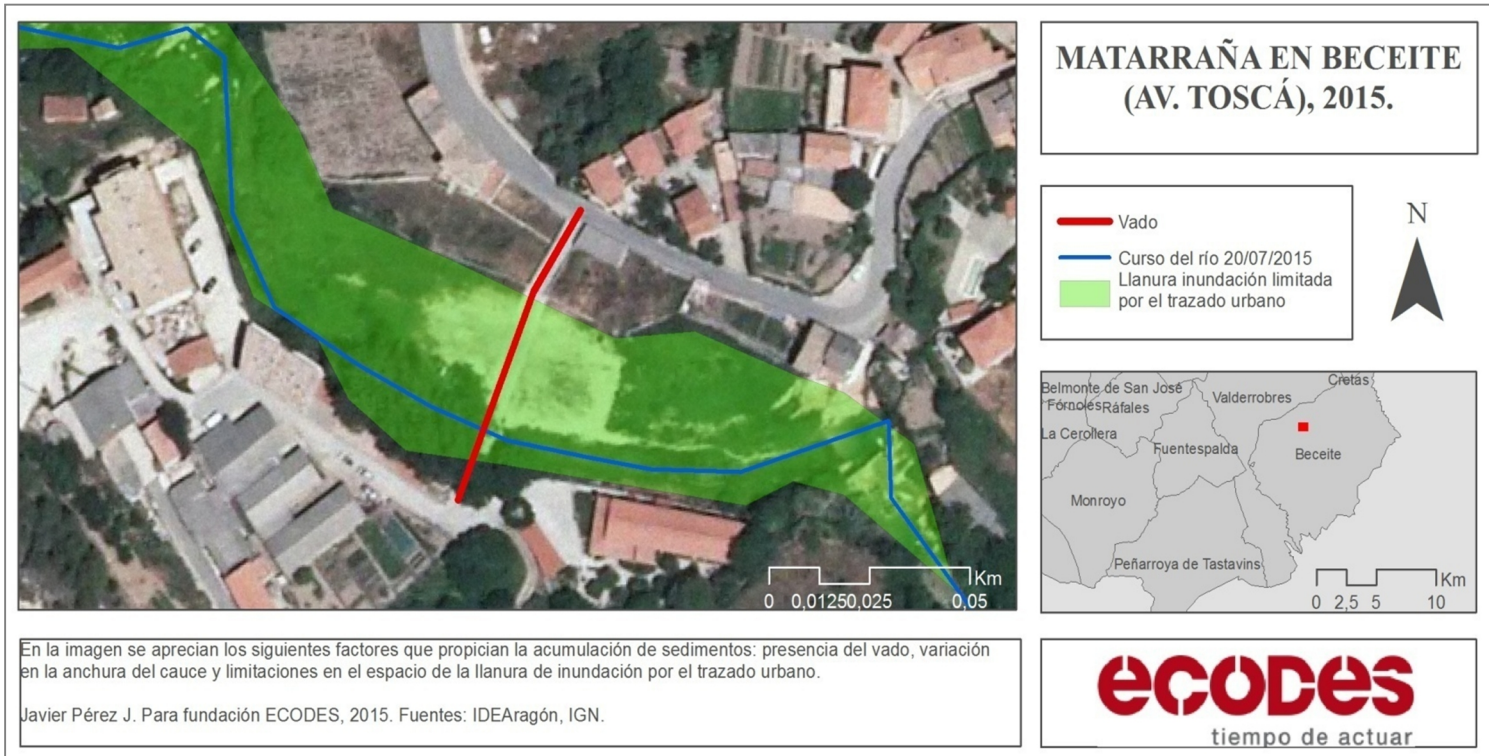 MATARRAÑA EN BECEITE
(AV. TOSCÁ), 2015.
Vado
Curso del río 20/07/2015
Llanura inundación limitada
por el trazado urbano
N
Km
0 0,01250,025 0,05
Belmonte de San José
Cretas
Valderrobres
Fórnoles
Ráfales
La Cerollera
Fuentespalda
Beceite
Monroyo
Peñarroya de Tastavins
Km
0 2,5 5 10
En la imagen se aprecian los siguientes factores que propician la acumulación de sedimentos: presencia del vado, variación
en la anchura del cauce y limitaciones en el espacio de la llanura de inundación por el trazado urbano.
Javier Pérez J. Para fundación ECODES, 2015. Fuentes: IDEAragón, IGN.
ecodes
tiempo de actuar